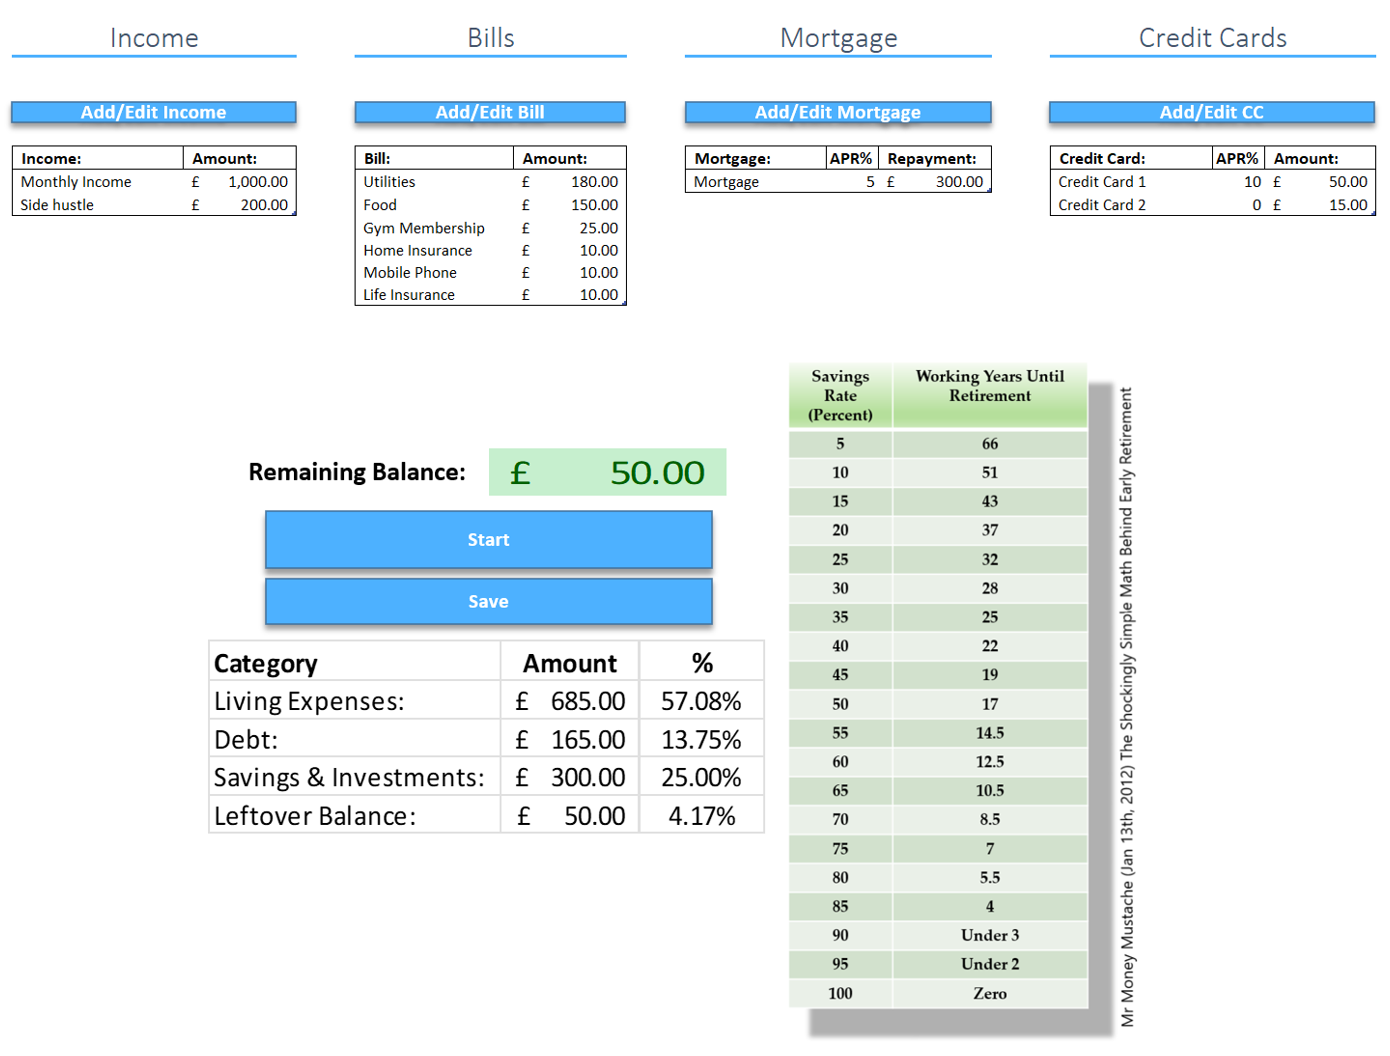 Income
Bills
Mortgage
Credit Cards
Add/Edit Income
Add/Edit Bill
Add/Edit Mortgage
Add/Edit CC
Income: Amount:
Monthly Income £ 1,000.00
Side hustle £ 200.00
Bill: Amount:
Utilities £ 180.00
Food £ 150.00
Gym Membership £ 25.00
Home Insurance £ 10.00
Mobile Phone £ 10.00
Life Insurance £ 10.00
Mortgage: APR% Repayment:
Mortgage 5 £ 300.00
Credit Card: APR% Amount:
Credit Card 1 10 £ 50.00
Credit Card 2 0 £ 15.00
Remaining Balance: £ 50.00
Start
Save
Category Amount %
Living Expenses: £ 685.00 57.08%
Debt: £ 165.00 13.75%
Savings & Investments: £ 300.00 25.00%
Leftover Balance: £ 50.00 4.17%
Savings Working Years Until
Rate Retirement
(Percent)
5 66
10 51
15 43
20 37
25 32
30 28
35 25
40 22
45 19
50 17
55 14.5
60 12.5
65 10.5
70 8.5
75 7
80 5.5
85 4
90 Under 3
95 Under 2
100 Zero
Mr Money Mustache (Jan 13th, 2012) The Shockingly Simple Math Behind Early Retirement